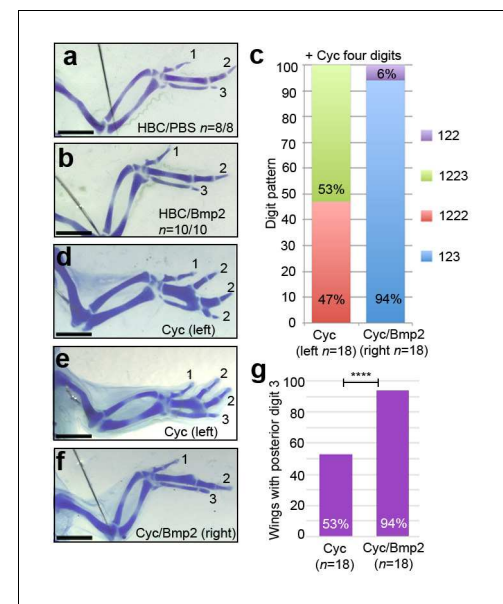 a
1
2
3
HBC/PBS n=8/8
b
1
2
3
HBC/Bmp2
n=10/10
d
1
2
2
2
Cyc (left)
e
1
2
2
3
Cyc (left)
f
1
2
3
Cyc/Bmp2 (right)
c
+ Cyc four digits
Digit pattern
100
90
80
70
60
50
40
30
20
10
0
6%
53%
47%
94%
122
1223
1222
123
Cyc
(left n=18)
Cyc/Bmp2
(right n=18)
g
****
Wings with posterior digit 3
100
80
60
40
20
0
53%
94%
Cyc
(n=18)
Cyc/Bmp2
(n=18)